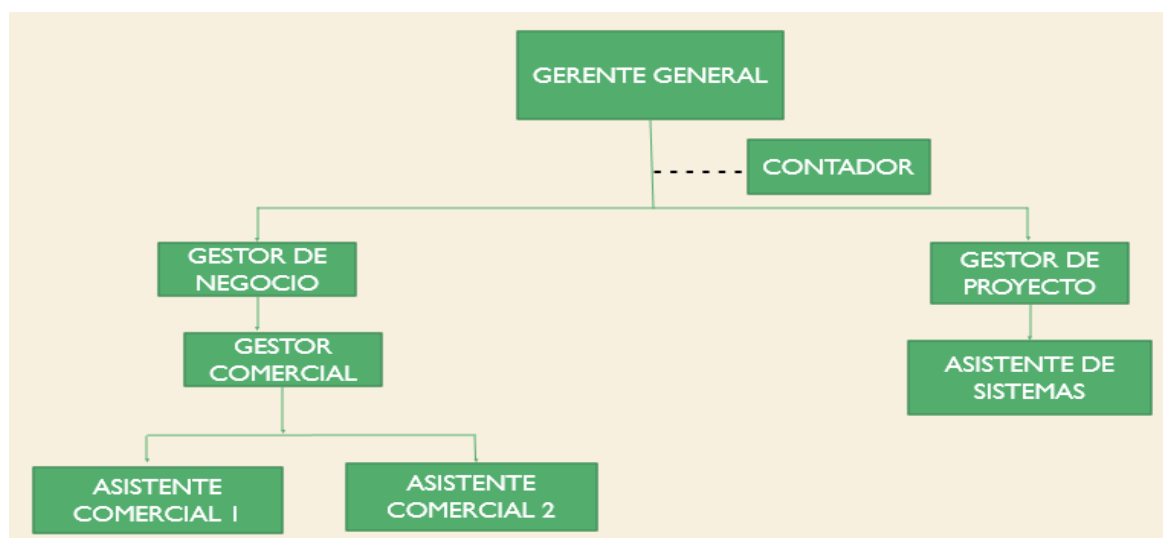 GERENTE GENERAL
CONTADOR
GESTOR DE
NEGOCIO
GESTOR DE
PROYECTO
GESTOR
COMERCIAL
ASISTENTE DE
SISTEMAS
ASISTENTE
COMERCIAL 1
ASISTENTE
COMERCIAL 2